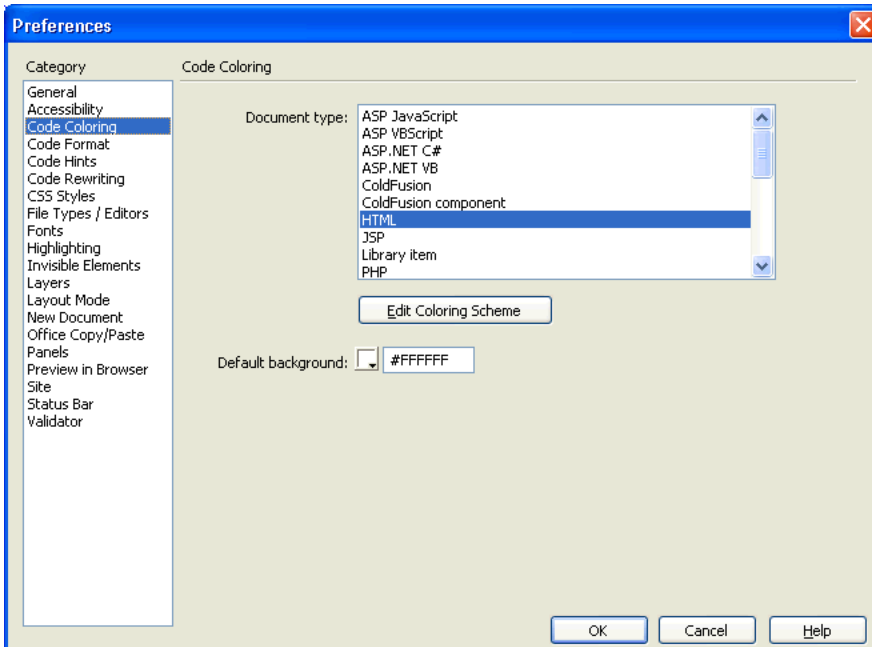 Preferences
Category
General
Accessibility
Code Coloring
Code Format
Code Hints
Code Rewriting
CSS Styles
File Types / Editors
Fonts
Highlighting
Invisible Elements
Layers
Layout Mode
New Document
Office Copy/Paste
Panels
Preview in Browser
Site
Status Bar
Validator
Code Coloring
Document type:
ASP JavaScript
ASP VBScript
ASP.NET C#
ASP.NET VB
ColdFusion
ColdFusion component
HTML
JSP
Library item
PHP
Edit Coloring Scheme
Default background: #FFFFFF
OK Cancel Help